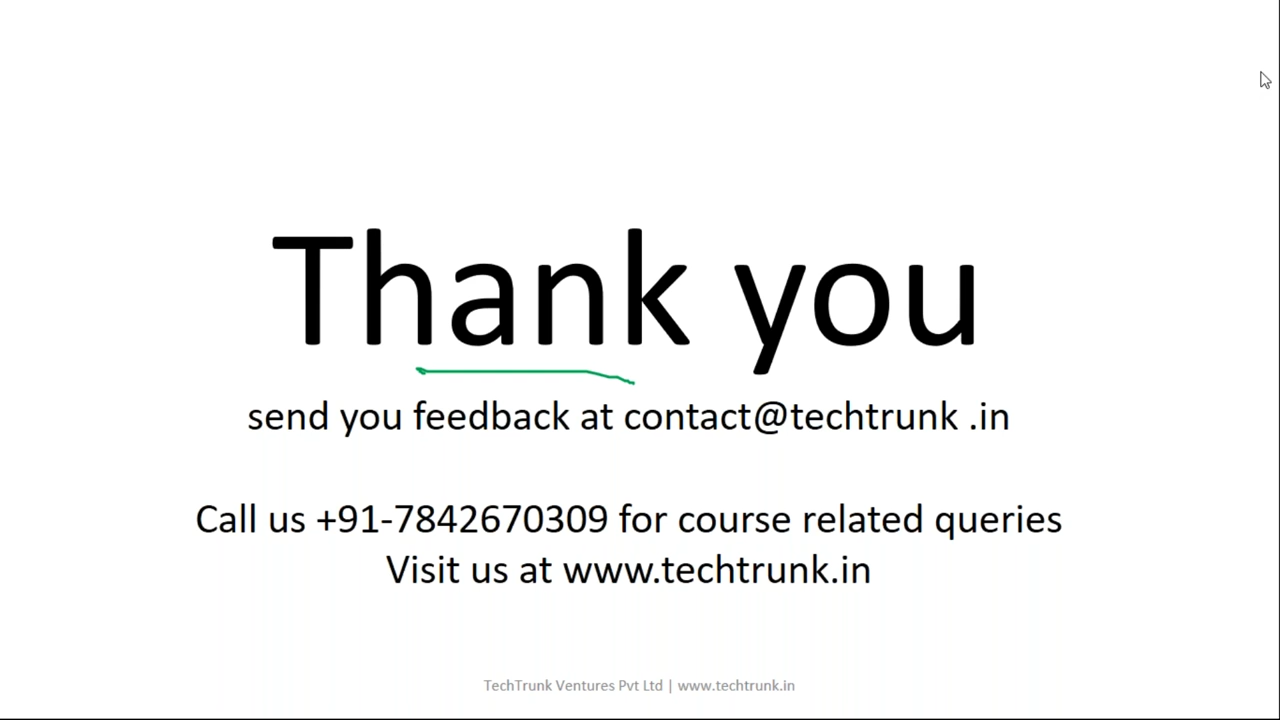 Thank you
send you feedback at contact@techtrunk .in
Call us +91-7842670309 for course related queries
Visit us at www.techtrunk.in
TechTrunk Ventures Pvt Ltd | www.techtrunk.in